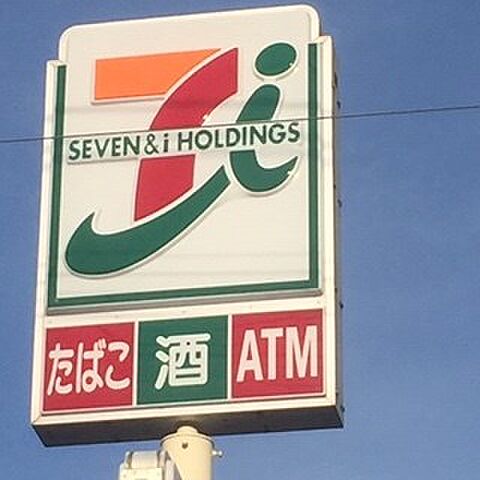 SEVEN & i HOLDINGS
たばこ 酒 ATM